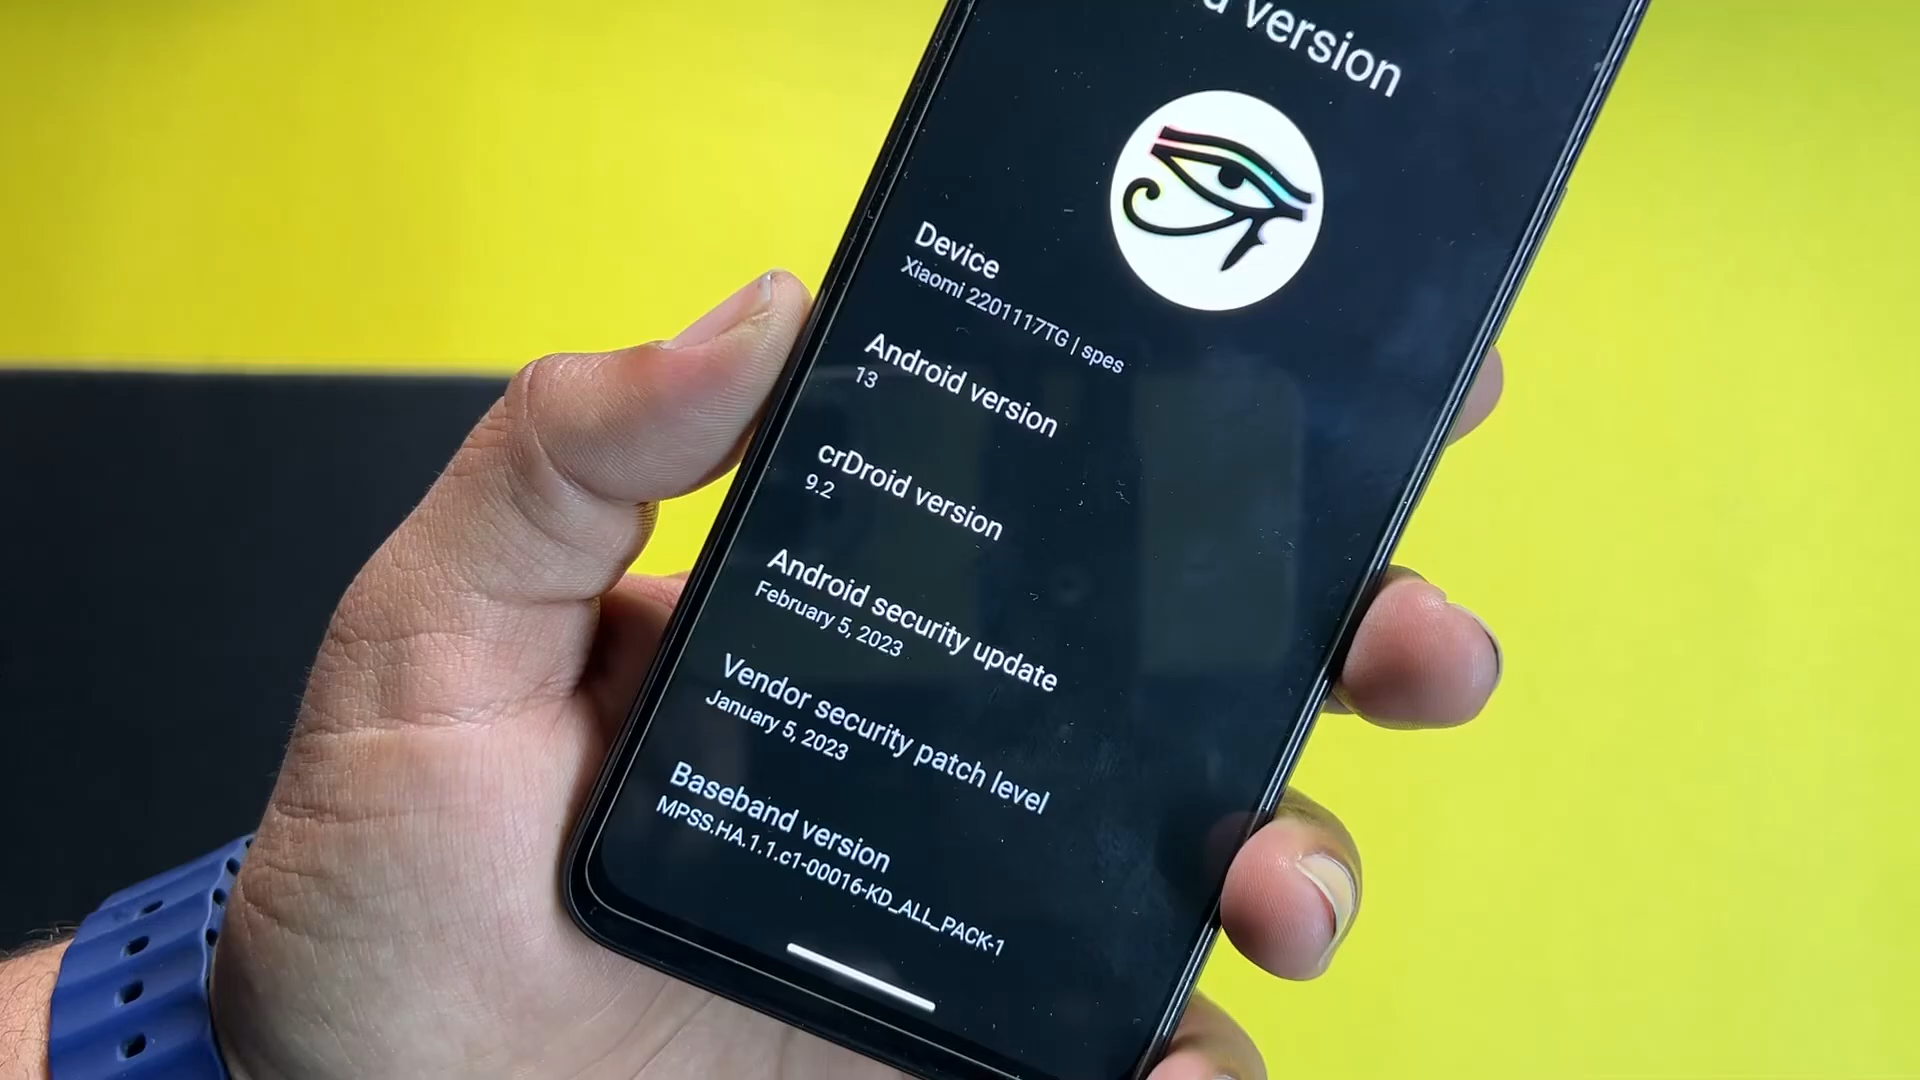 version
Device
Xiaomi 2201117TG | spes
Android version
13
crDroid version
9.2
Android security update
February 5, 2023
Vendor security patch level
January 5, 2023
Baseband version
MPSS.HA.1.1.c1-00016-KD_ALL_PACK-1